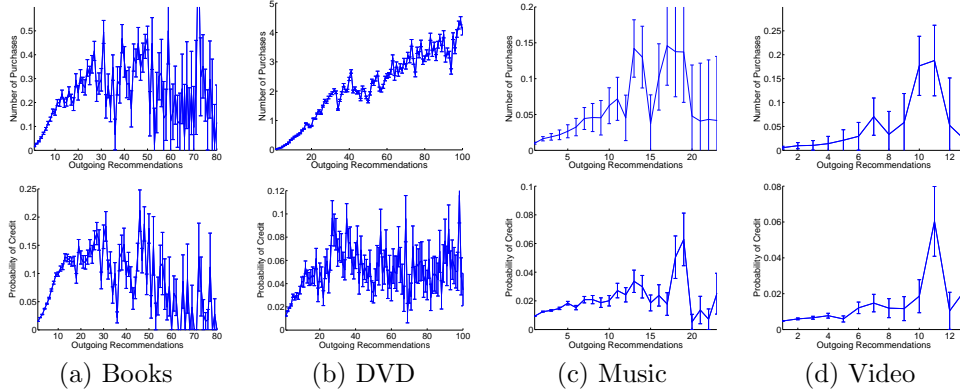 0.5
0.4
0.3
0.2
0.1
0
10 20 30 40 50 60 70 80
Number of Purchases
Outgoing Recommendations
5
4
3
2
1
0
20 40 60 80 100
Number of Purchases
Outgoing Recommendations
0.2
0.15
0.1
0.05
0
5 10 15 20
Number of Purchases
Outgoing Recommendations
0.25
0.2
0.15
0.1
0.05
0
2 4 6 8 10 12
Number of Purchases
Outgoing Recommendations
0.25
0.2
0.15
0.1
0.05
0
10 20 30 40 50 60 70 80
Probability of Credit
Outgoing Recommendations
0.12
0.1
0.08
0.06
0.04
0.02
0
20 40 60 80 100
Probability of Credit
Outgoing Recommendations
0.1
0.08
0.06
0.04
0.02
0
5 10 15 20
Probability of Credit
Outgoing Recommendations
0.08
0.06
0.04
0.02
0
2 4 6 8 10 12
Probability of Credit
Outgoing Recommendations
(a) Books
(b) DVD
(c) Music
(d) Video